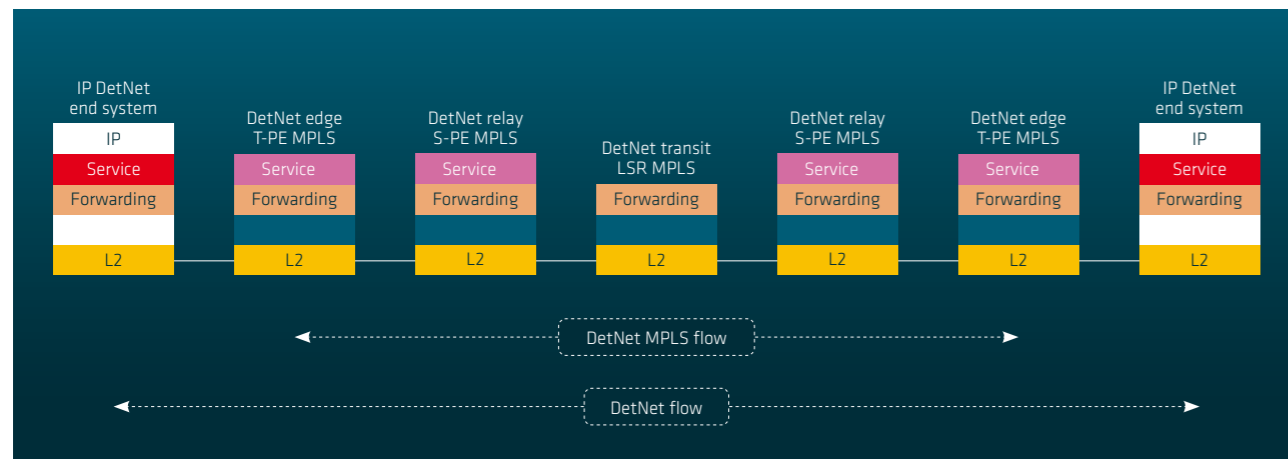 IP DetNet
end system
IP
Service
Forwarding
L2
DetNet edge
T-PE MPLS
Service
Forwarding
L2
DetNet relay
S-PE MPLS
Service
Forwarding
L2
DetNet transit
LSR MPLS
Forwarding
L2
DetNet relay
S-PE MPLS
Service
Forwarding
L2
DetNet edge
T-PE MPLS
Service
Forwarding
L2
IP DetNet
end system
IP
Service
Forwarding
L2
DetNet MPLS flow
DetNet flow